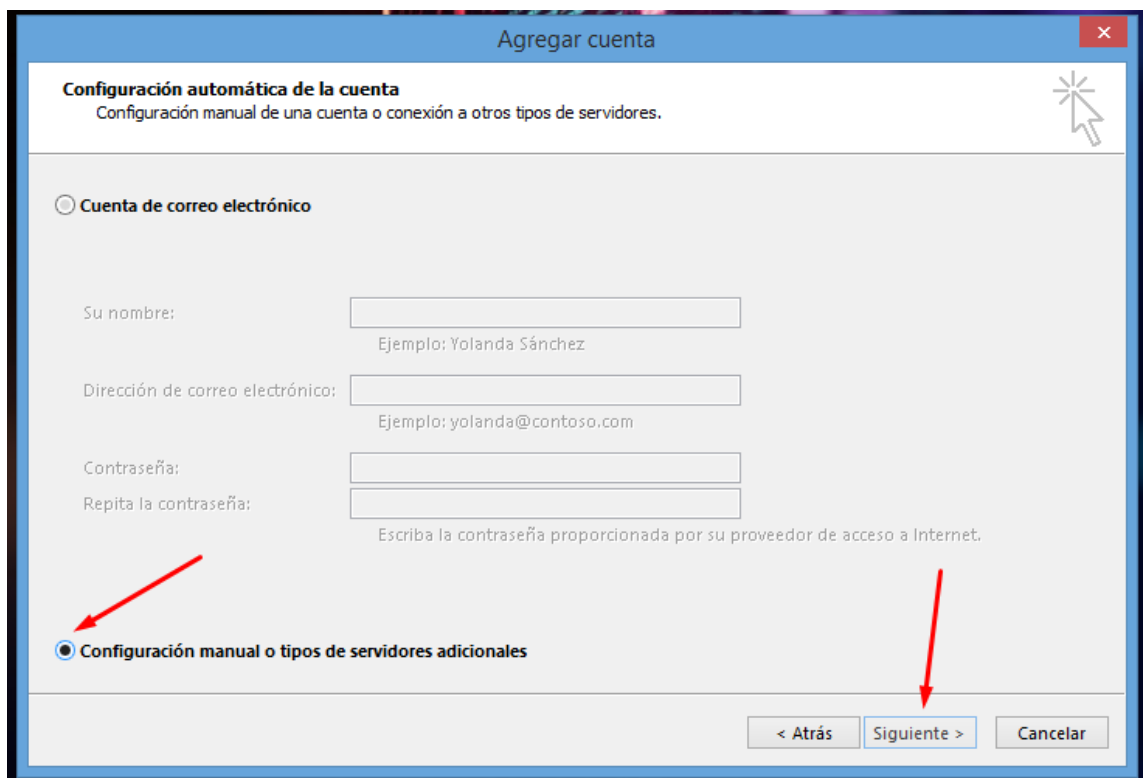 Agregar cuenta
Configuración automática de la cuenta
Configuración manual de una cuenta o conexión a otros tipos de servidores.
Cuenta de correo electrónico
Su nombre:
Ejemplo: Yolanda Sánchez
Dirección de correo electrónico:
Ejemplo: yolanda@contoso.com
Contraseña:
Repita la contraseña:
Escriba la contraseña proporcionada por su proveedor de acceso a Internet.
Configuración manual o tipos de servidores adicionales
< Atrás Siguiente > Cancelar